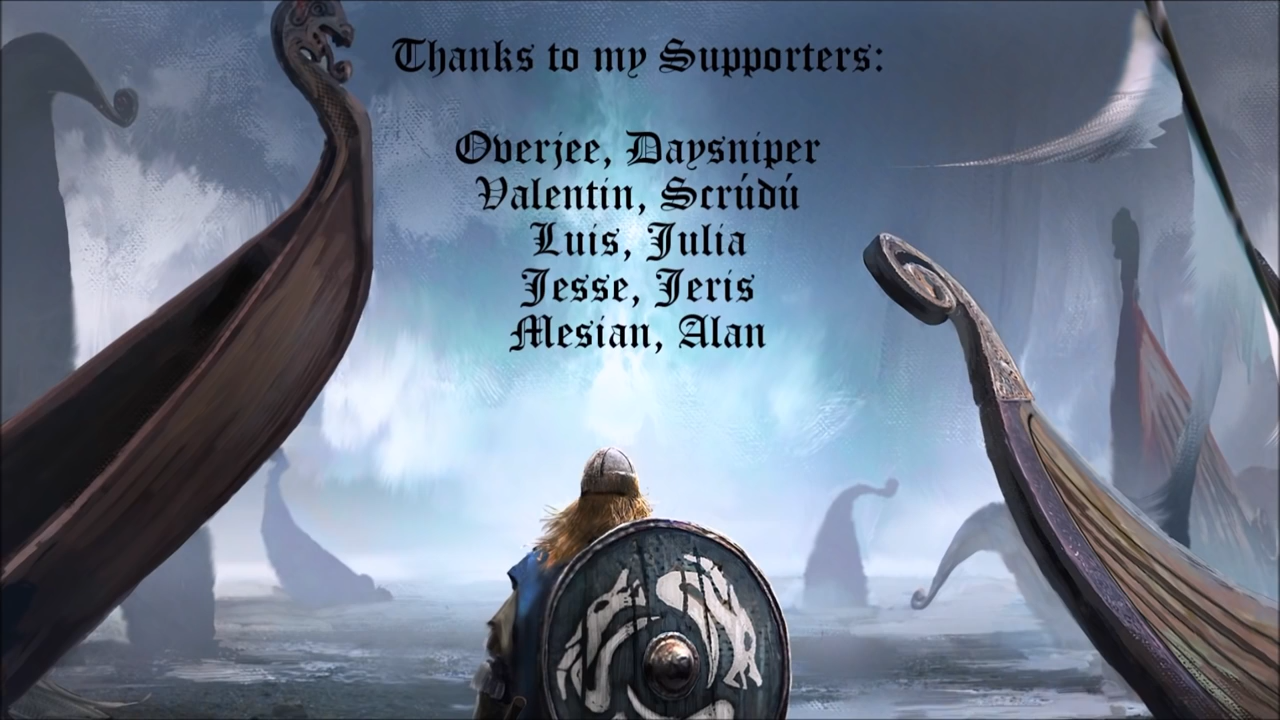 Thanks to my Supporters:
Overjee, Daysniper
Valentin, Scrúdú
Luis, Julia
Jesse, Jeris
Mesian, Alan